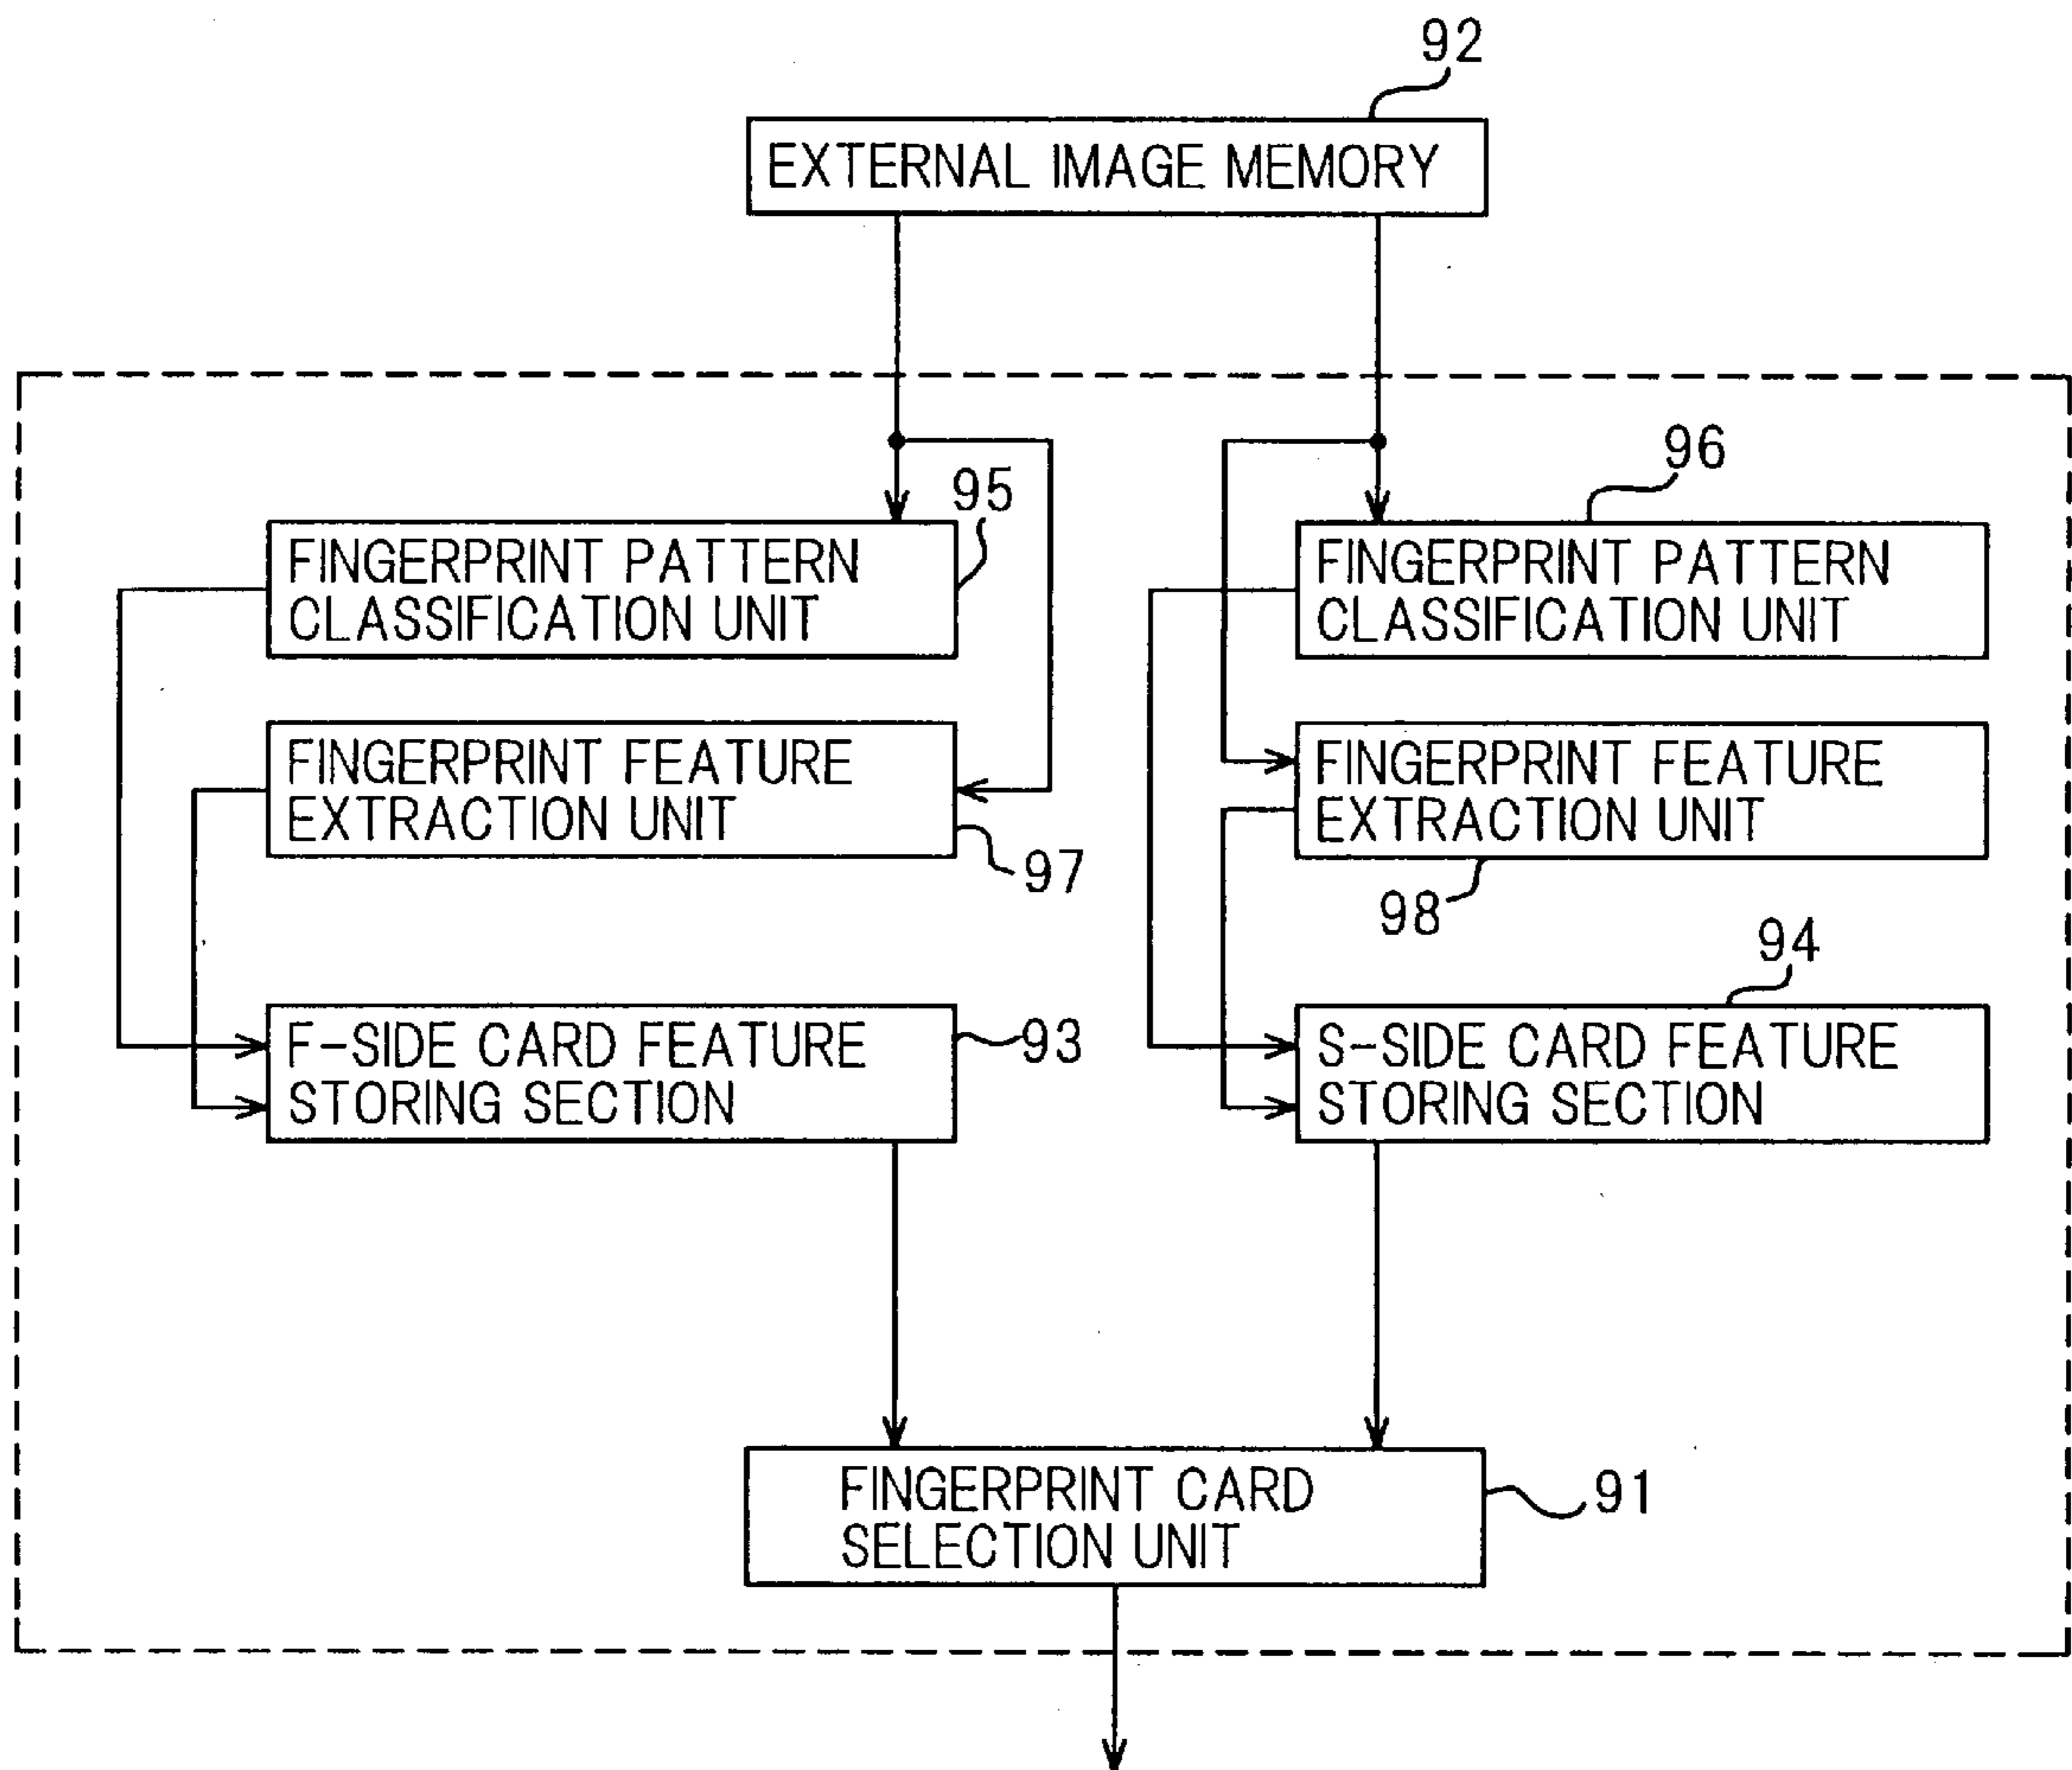 92
EXTERNAL IMAGE MEMORY
95
96
FINGERPRINT PATTERN
CLASSIFICATION UNIT
FINGERPRINT PATTERN
CLASSIFICATION UNIT
FINGERPRINT FEATURE
EXTRACTION UNIT
97
FINGERPRINT FEATURE
EXTRACTION UNIT
98
94
F-SIDE CARD FEATURE
STORING SECTION
93
S-SIDE CARD FEATURE
STORING SECTION
FINGERPRINT CARD
SELECTION UNIT
91